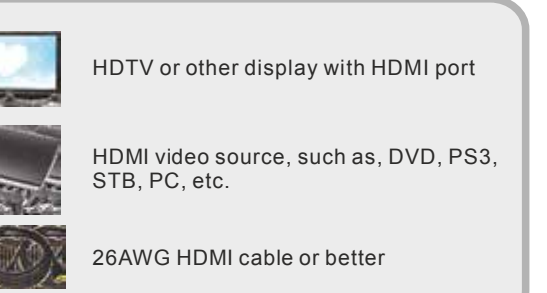 HDTV or other display with HDMI port
HDMI video source, such as, DVD, PS3,
STB, PC, etc.
26AWG HDMI cable or better